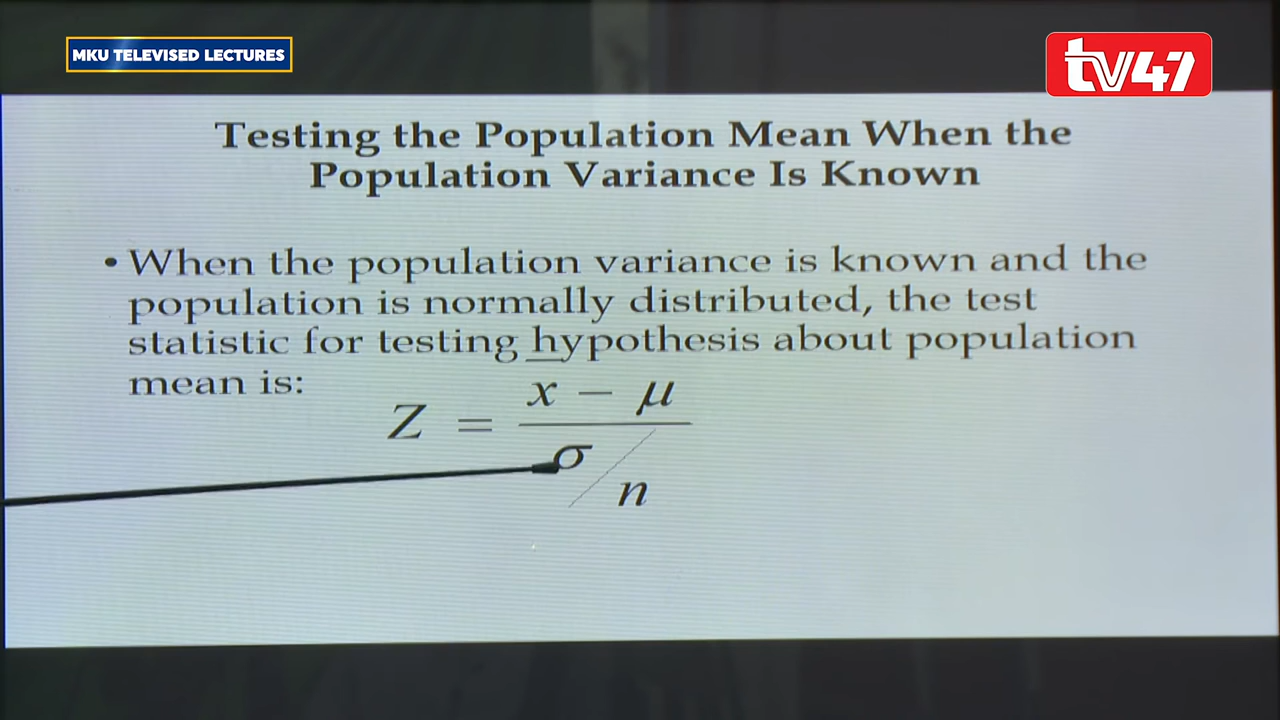 MKU TELEVISED LECTURES
tv47
Testing the Population Mean When the
Population Variance Is Known
• When the population variance is known and the
population is normally distributed, the test
statistic for testing hypothesis about population
mean is:
Z = x̄ − μ
σ / n